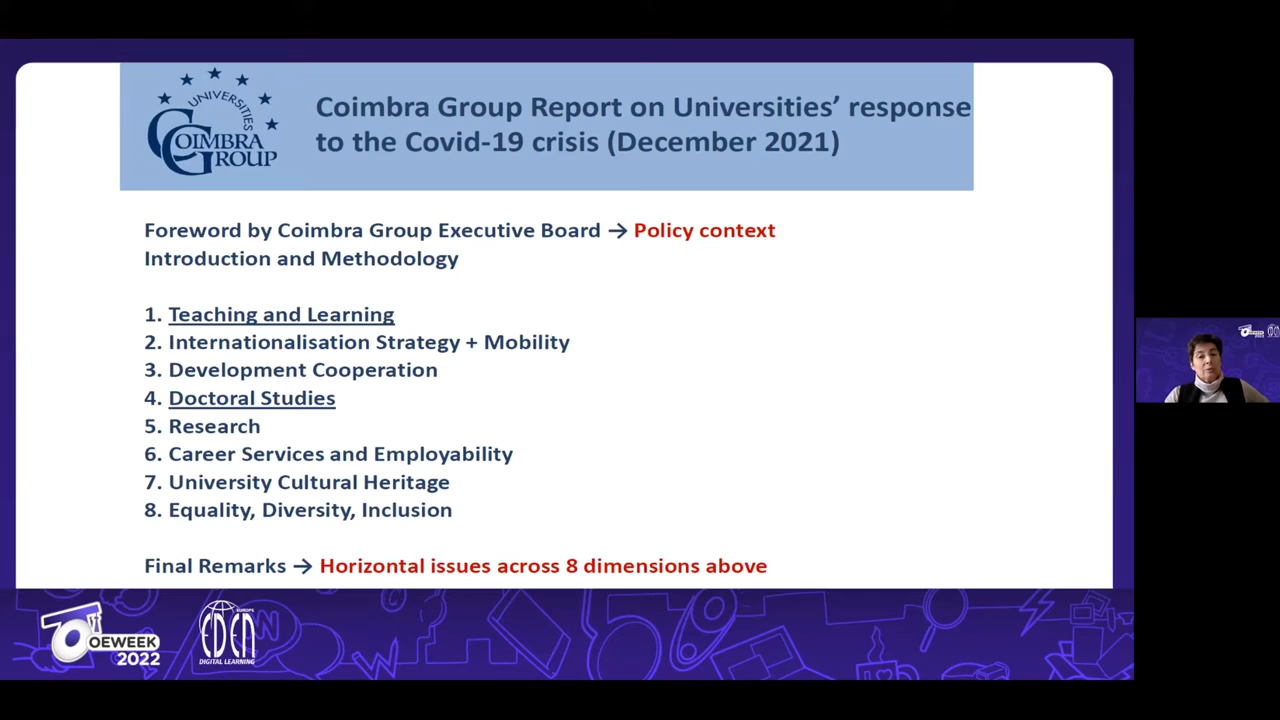 UNIVERSITIES
COIMBRA
GROUP
Coimbra Group Report on Universities’ response
to the Covid-19 crisis (December 2021)
Foreword by Coimbra Group Executive Board → Policy context
Introduction and Methodology
1. Teaching and Learning
2. Internationalisation Strategy + Mobility
3. Development Cooperation
4. Doctoral Studies
5. Research
6. Career Services and Employability
7. University Cultural Heritage
8. Equality, Diversity, Inclusion
Final Remarks → Horizontal issues across 8 dimensions above
OEWEEK
2022
EUROPE
EDEN
DIGITAL LEARNING